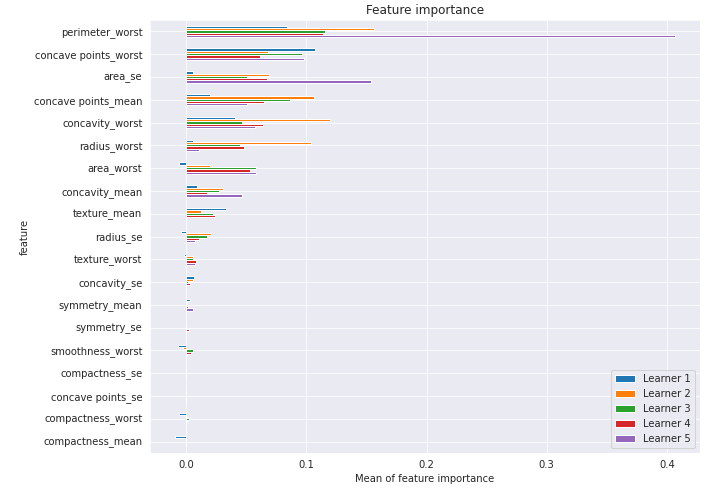 Feature importance
perimeter_worst
concave points_worst
area_se
concave points_mean
concavity_worst
radius_worst
area_worst
concavity_mean
texture_mean
radius_se
texture_worst
concavity_se
symmetry_mean
symmetry_se
smoothness_worst
compactness_se
concave points_se
compactness_worst
compactness_mean
feature
Learner 1
Learner 2
Learner 3
Learner 4
Learner 5
0.0 0.1 0.2 0.3 0.4
Mean of feature importance